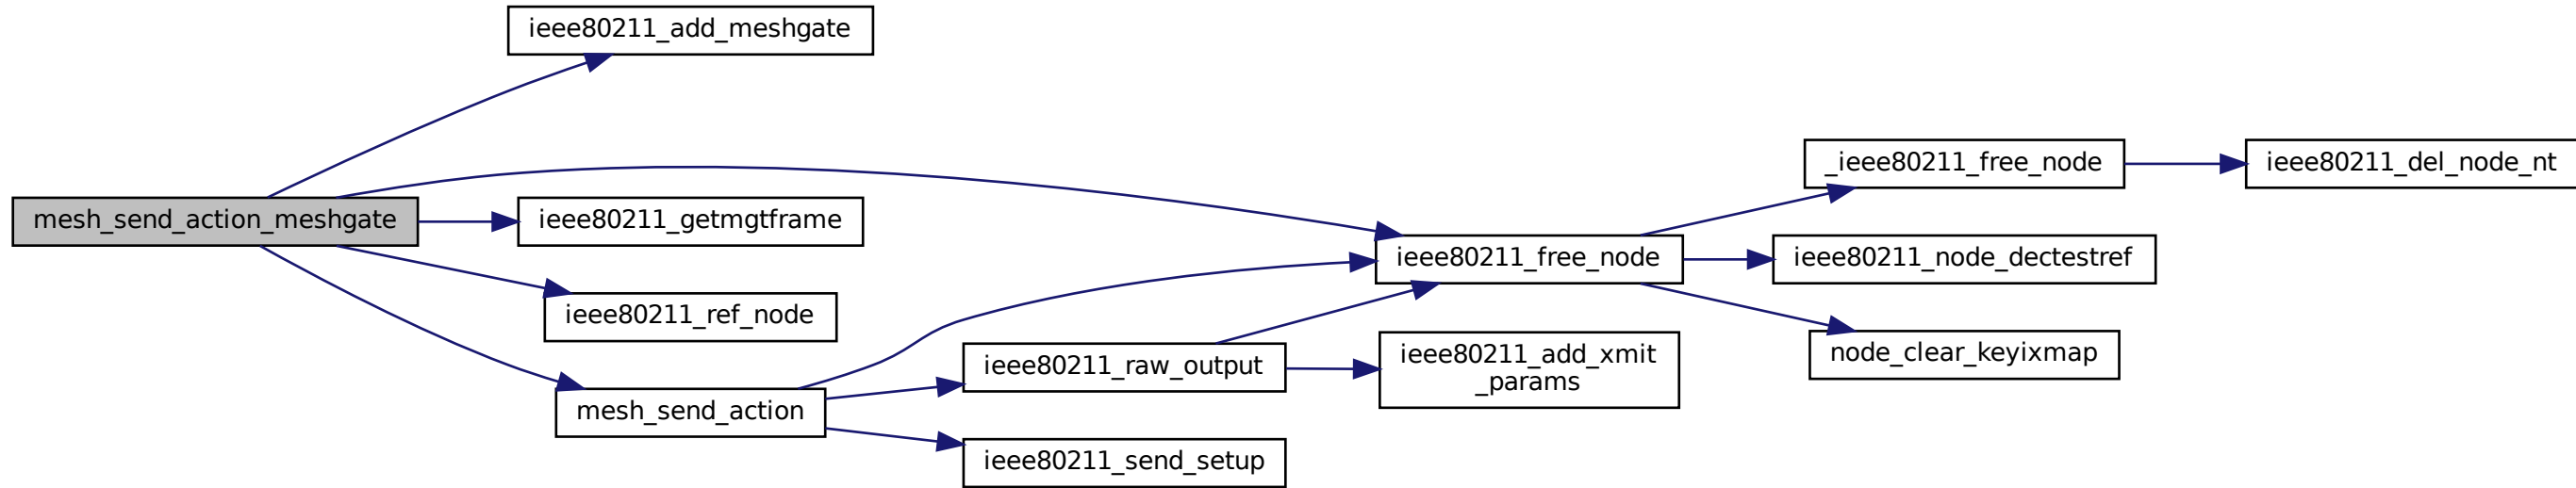 ieee80211_add_meshgate
mesh_send_action_meshgate
ieee80211_getmgtframe
ieee80211_ref_node
mesh_send_action
ieee80211_raw_output
ieee80211_send_setup
ieee80211_free_node
ieee80211_add_xmit
_params
_ieee80211_free_node
ieee80211_node_dectestref
node_clear_keyixmap
ieee80211_del_node_nt